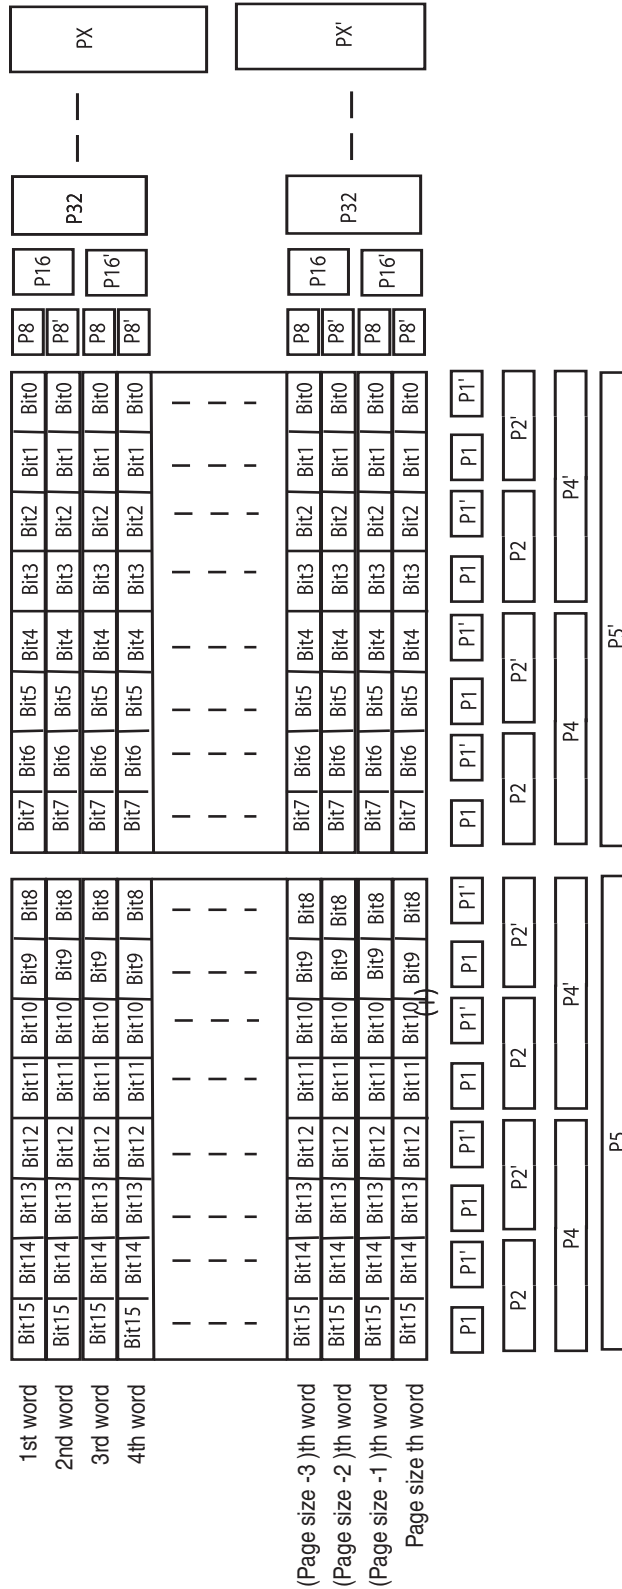 1st word Bit15 Bit14 Bit13 Bit12 Bit11 Bit10 Bit9 Bit8 Bit7 Bit6 Bit5 Bit4 Bit3 Bit2 Bit1 Bit0 P8 P16 P32 PX
2nd word Bit15 Bit14 Bit13 Bit12 Bit11 Bit10 Bit9 Bit8 Bit7 Bit6 Bit5 Bit4 Bit3 Bit2 Bit1 Bit0 P8'
3rd word Bit15 Bit14 Bit13 Bit12 Bit11 Bit10 Bit9 Bit8 Bit7 Bit6 Bit5 Bit4 Bit3 Bit2 Bit1 Bit0 P8 P16'
4th word Bit15 Bit14 Bit13 Bit12 Bit11 Bit10 Bit9 Bit8 Bit7 Bit6 Bit5 Bit4 Bit3 Bit2 Bit1 Bit0 P8'
(Page size -3 )th word Bit15 Bit14 Bit13 Bit12 Bit11 Bit10 Bit9 Bit8 Bit7 Bit6 Bit5 Bit4 Bit3 Bit2 Bit1 Bit0 P8 P16 P32 PX'
(Page size -2 )th word Bit15 Bit14 Bit13 Bit12 Bit11 Bit10 Bit9 Bit8 Bit7 Bit6 Bit5 Bit4 Bit3 Bit2 Bit1 Bit0 P8'
(Page size -1 )th word Bit15 Bit14 Bit13 Bit12 Bit11 Bit10 Bit9 Bit8 Bit7 Bit6 Bit5 Bit4 Bit3 Bit2 Bit1 Bit0 P8 P16'
Page size th word Bit15 Bit14 Bit13 Bit12 Bit11 Bit10 Bit9 Bit8 Bit7 Bit6 Bit5 Bit4 Bit3 Bit2 Bit1 Bit0 P8'
(+)
P1 P1' P1 P1' P1 P1' P1 P1' P1 P1' P1 P1' P1 P1' P1 P1'
P2 P2' P2 P2' P2 P2' P2 P2'
P4 P4' P4 P4'
P5 P5'